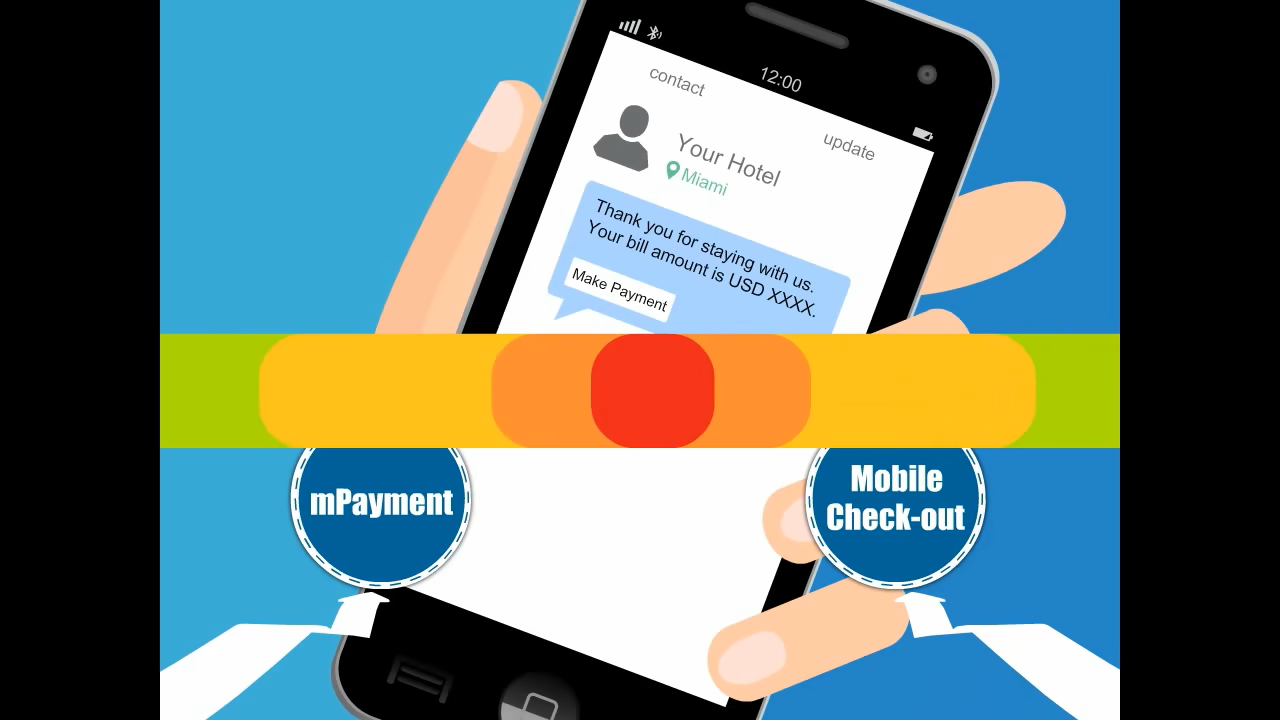 12:00
contact
update
Your Hotel
Miami
Thank you for staying with us.
Your bill amount is USD XXXX.
Make Payment
mPayment
Mobile
Check-out